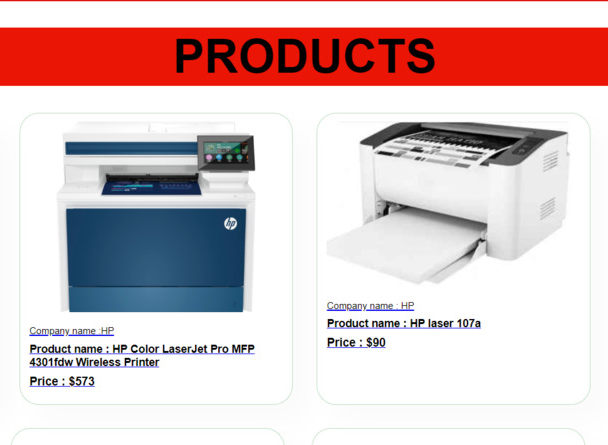 PRODUCTS
hp
Company name :HP
Product name : HP Color LaserJet Pro MFP
4301fdw Wireless Printer
Price : $573
Company name : HP
Product name : HP laser 107a
Price : $90